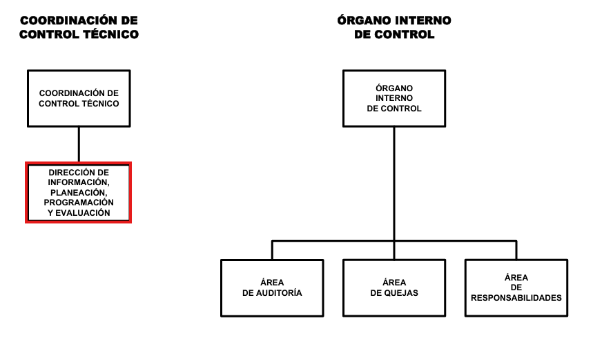 COORDINACIÓN DE
CONTROL TÉCNICO
ÓRGANO INTERNO
DE CONTROL
COORDINACIÓN DE
CONTROL TÉCNICO
ÓRGANO
INTERNO
DE CONTROL
DIRECCIÓN DE
INFORMACIÓN,
PLANEACIÓN,
PROGRAMACIÓN
Y EVALUACIÓN
ÁREA
DE AUDITORÍA
ÁREA
DE QUEJAS
ÁREA
DE
RESPONSABILIDADES